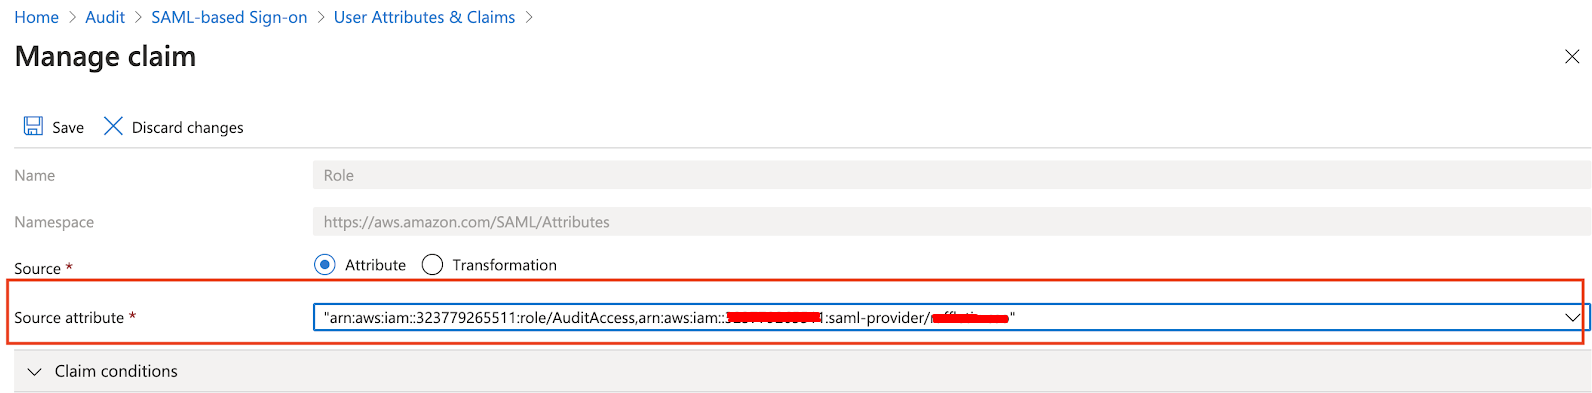 Home > Audit > SAML-based Sign-on > User Attributes & Claims >
Manage claim
Save Discard changes
Name Role
Namespace https://aws.amazon.com/SAML/Attributes
Source * Attribute Transformation
Source attribute * "arn:aws:iam::323779265511:role/AuditAccess,arn:aws:iam:: :saml-provider/ "
Claim conditions